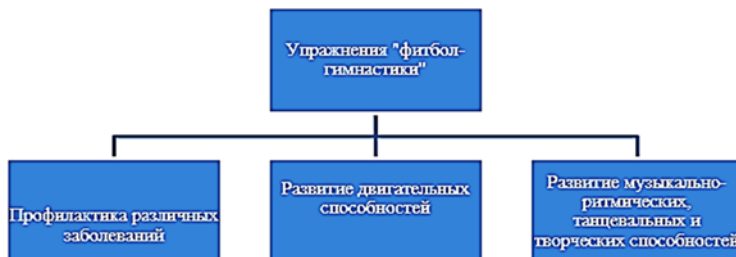 Упражнения "фитбол-
гимнастики"
Профилактика различных
заболеваний
Развитие двигательных
способностей
Развитие музыкально-
ритмических,
танцевальных и
творческих способностей